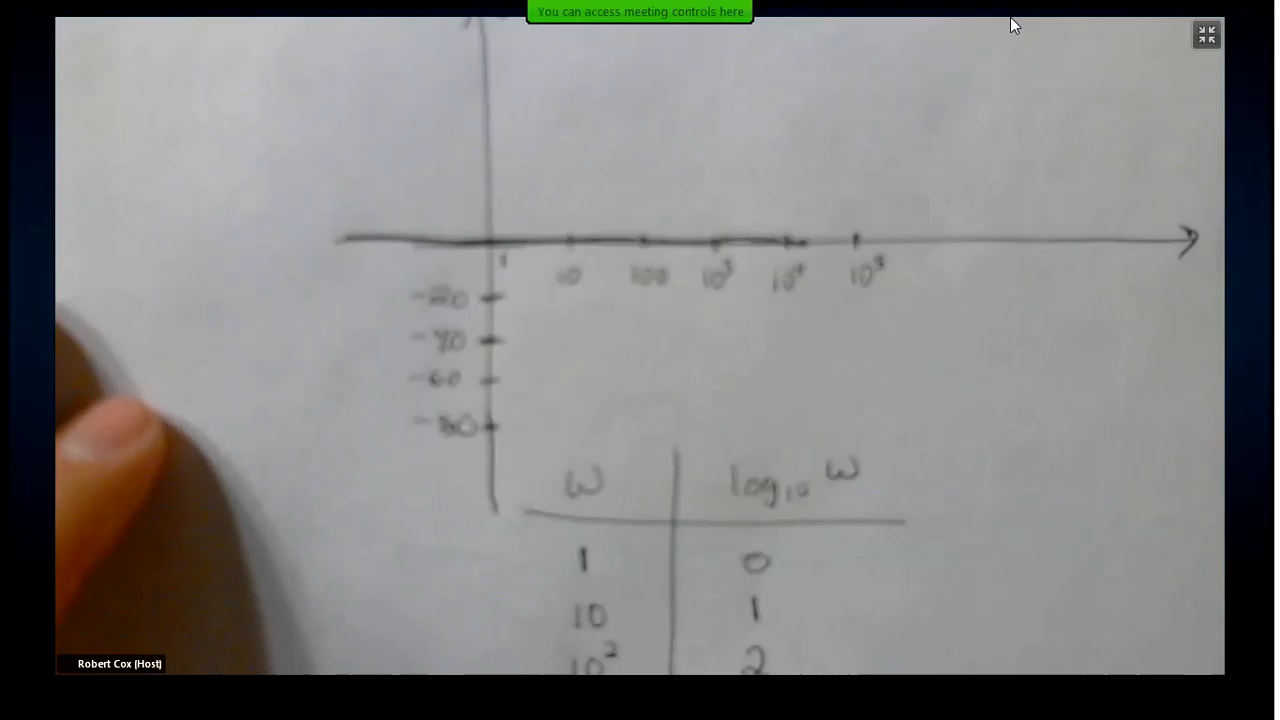 You can access meeting controls here
1 10 100 10³ 10⁴
-20
-40
-60
-80
ω log₁₀ ω
1 0
10 1
10² 2
Robert Cox (Host)